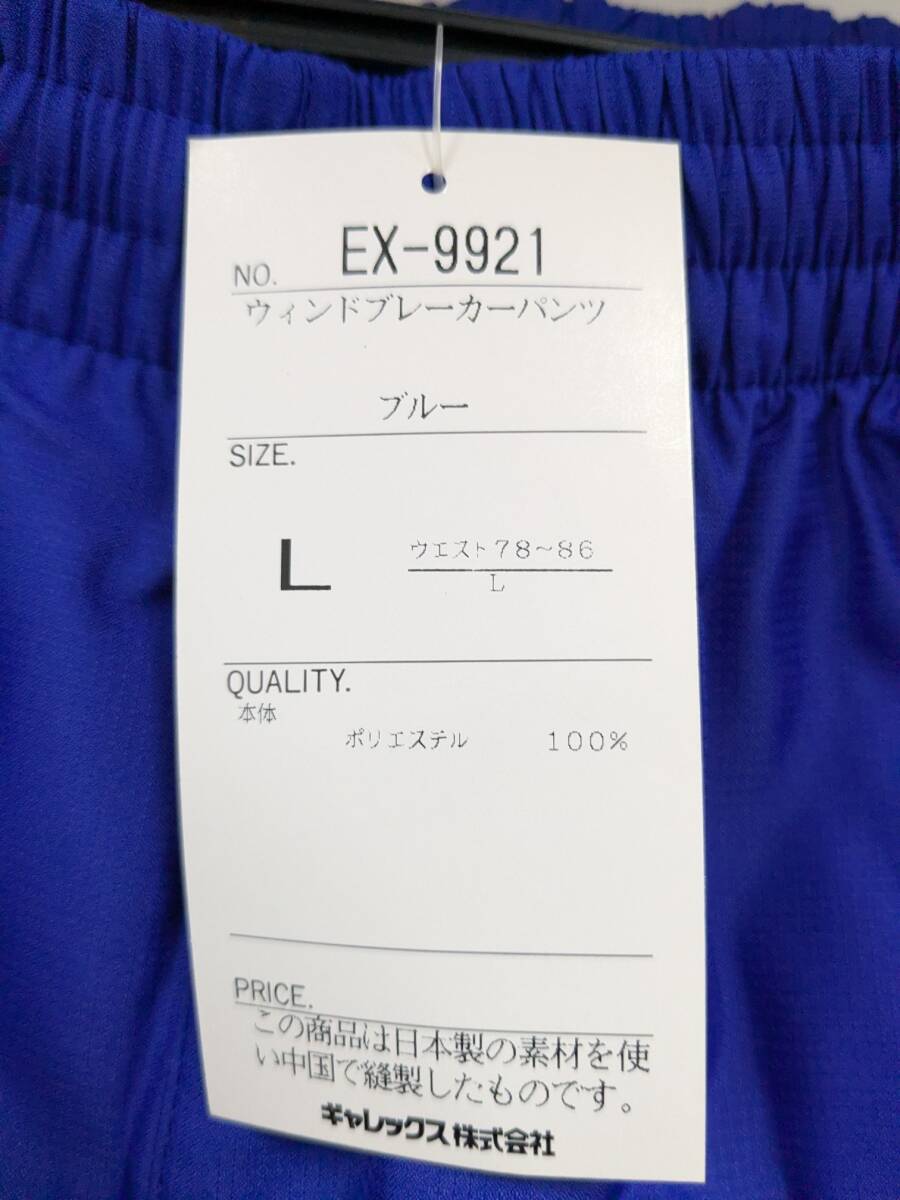 NO. EX-9921
ウィンドブレーカーパンツ
ブルー
SIZE.
L ウエスト78~86
L
QUALITY.
本体
ポリエステル 100%
PRICE.
この商品は日本製の素材を使
い中国で縫製したものです。
ギャレックス株式会社